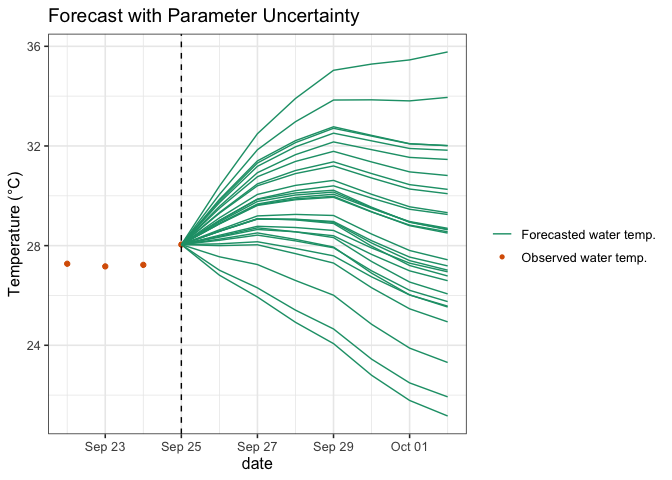 Forecast with Parameter Uncertainty
36
32
28
24
Temperature (°C)
Sep 23 Sep 25 Sep 27 Sep 29 Oct 01
date
Forecasted water temp.
Observed water temp.